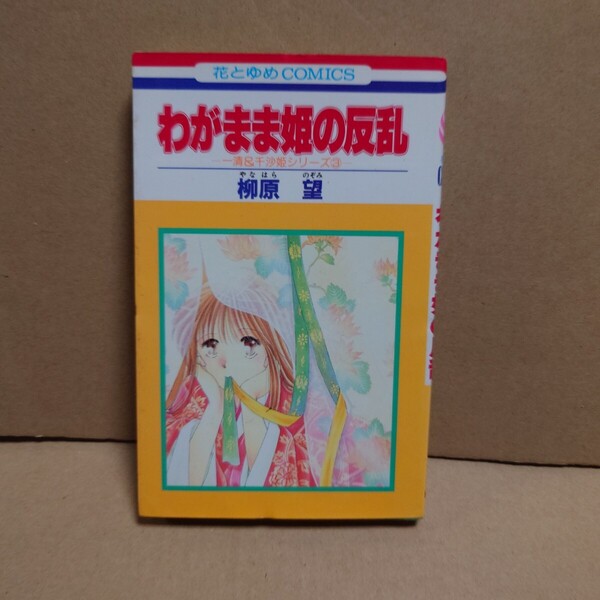 花とゆめCOMICS
わがまま姫の反乱
一清&千沙姫シリーズ③
やなはら のぞみ
柳原 望